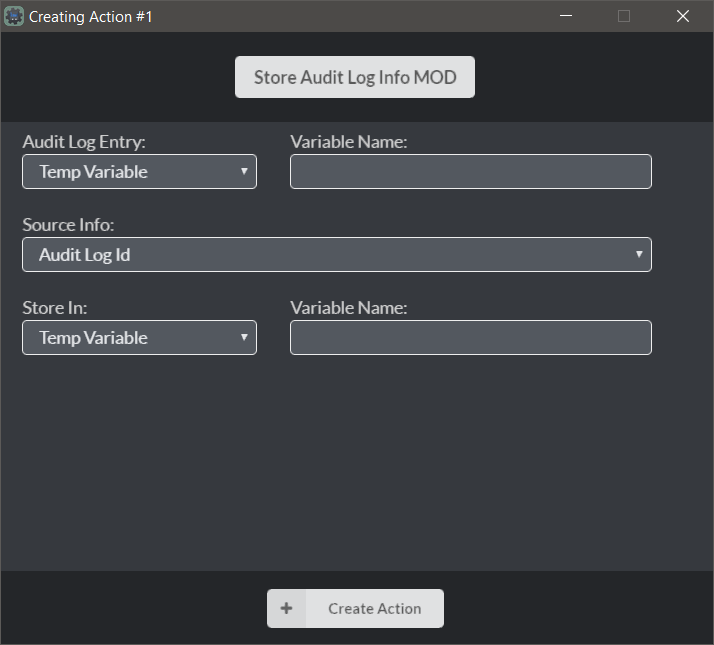 Creating Action #1
Store Audit Log Info MOD
Audit Log Entry: Variable Name:
Temp Variable
Source Info:
Audit Log Id
Store In: Variable Name:
Temp Variable
Create Action